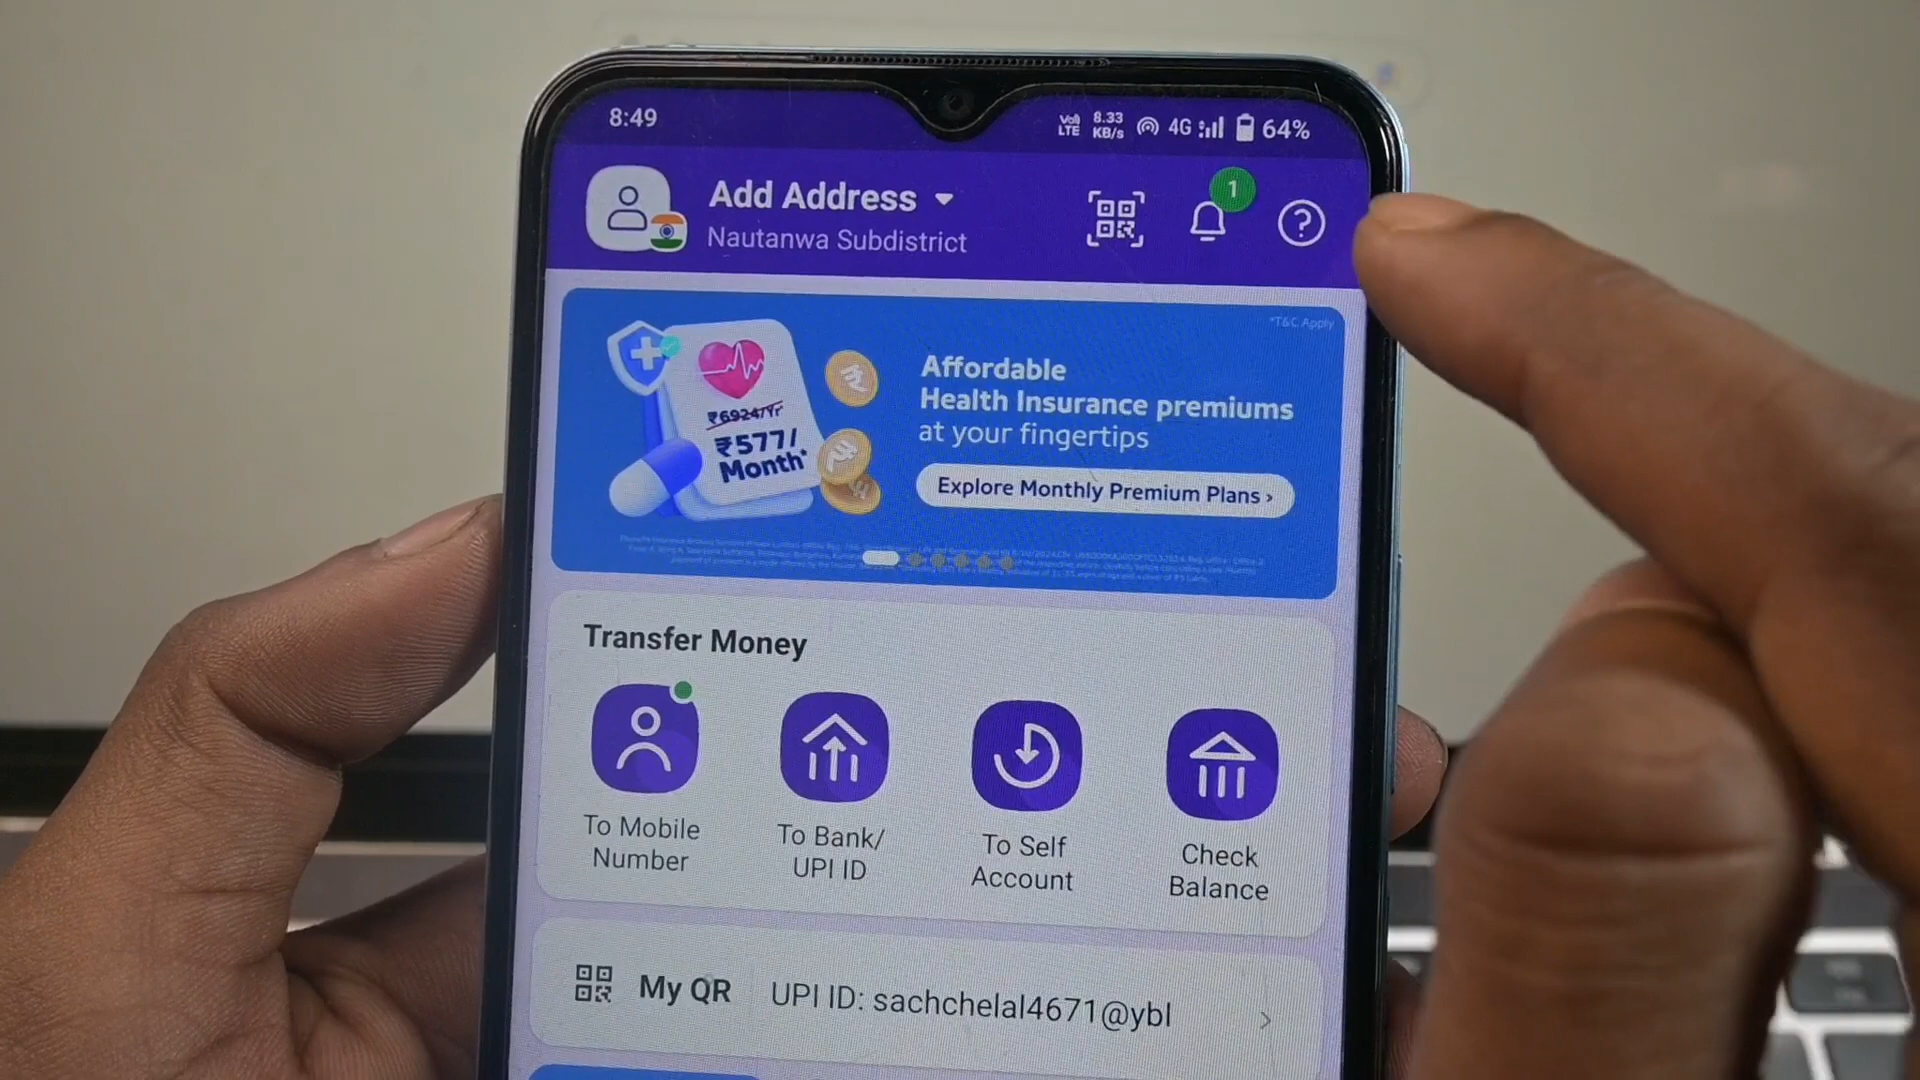 8:49
Vo)
LTE
8.33
KB/s
4G
64%
Add Address
1
Nautanwa Subdistrict
*T&C Apply
₹6924/Yr
₹577/
Month*
Affordable
Health Insurance premiums
at your fingertips
Explore Monthly Premium Plans ›
Transfer Money
To Mobile
Number
To Bank/
UPI ID
To Self
Account
Check
Balance
My QR
UPI ID: sachchelal4671@ybl